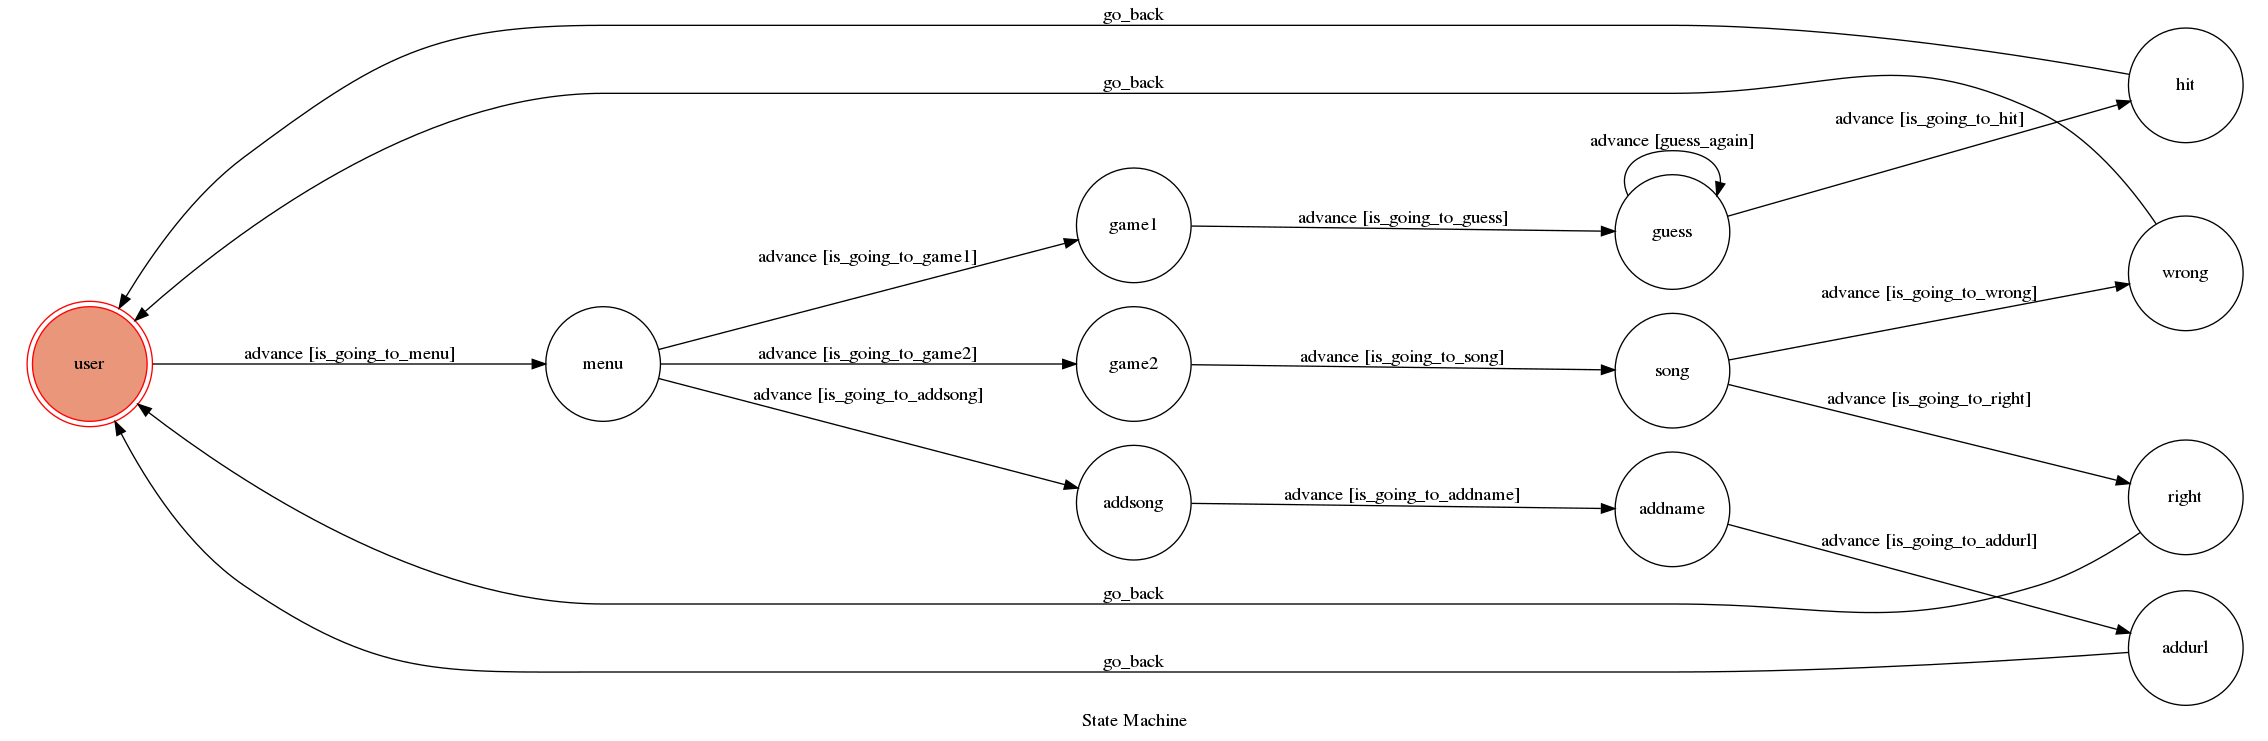 go_back
go_back
hit
advance [is_going_to_hit]
advance [guess_again]
game1
advance [is_going_to_guess]
guess
advance [is_going_to_game1]
wrong
advance [is_going_to_wrong]
user
advance [is_going_to_menu]
menu
advance [is_going_to_game2]
game2
advance [is_going_to_song]
song
advance [is_going_to_addsong]
advance [is_going_to_right]
right
addsong
advance [is_going_to_addname]
addname
advance [is_going_to_addurl]
go_back
addurl
go_back
State Machine